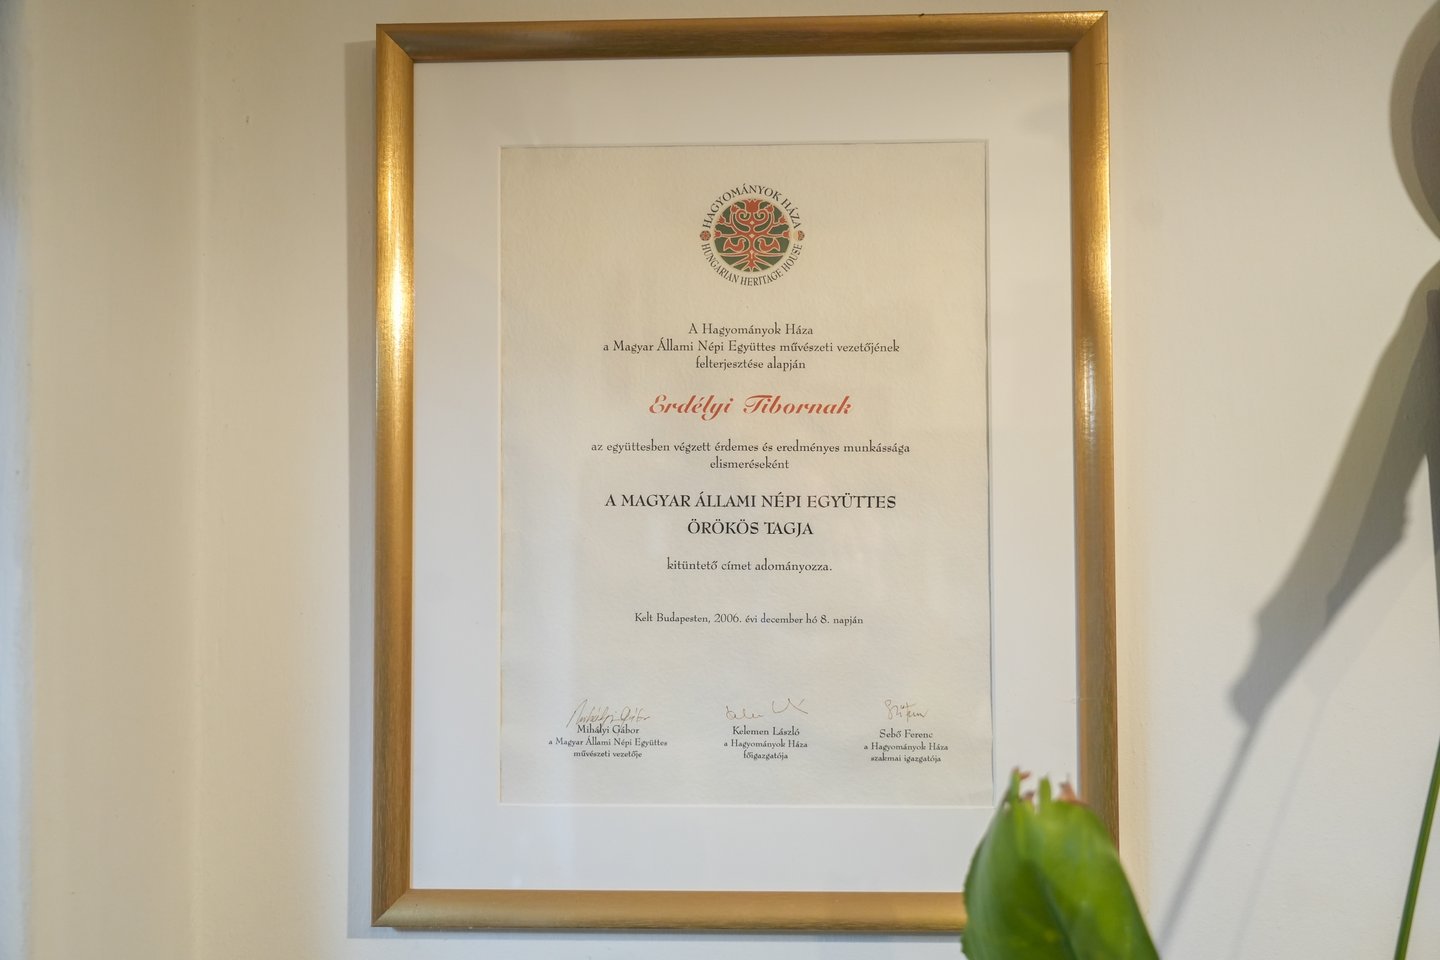 HAGYOMÁNYOK HÁZA
HUNGARIAN HERITAGE HOUSE
A Hagyományok Háza
a Magyar Állami Népi Együttes művészeti vezetőjének
felterjesztése alapján
Erdélyi Tibornak
az együttesben végzett érdemes és eredményes munkássága
elismeréseként
A MAGYAR ÁLLAMI NÉPI EGYÜTTES
ÖRÖKÖS TAGJA
kitüntető címet adományozza.
Kelt Budapesten, 2006. évi december hó 8. napján
Mihályi Gábor
Mihályi Gábor
a Magyar Állami Népi Együttes
művészeti vezetője
Kelemen László
a Hagyományok Háza
főigazgatója
Sebő Ferenc
a Hagyományok Háza
szakmai igazgatója